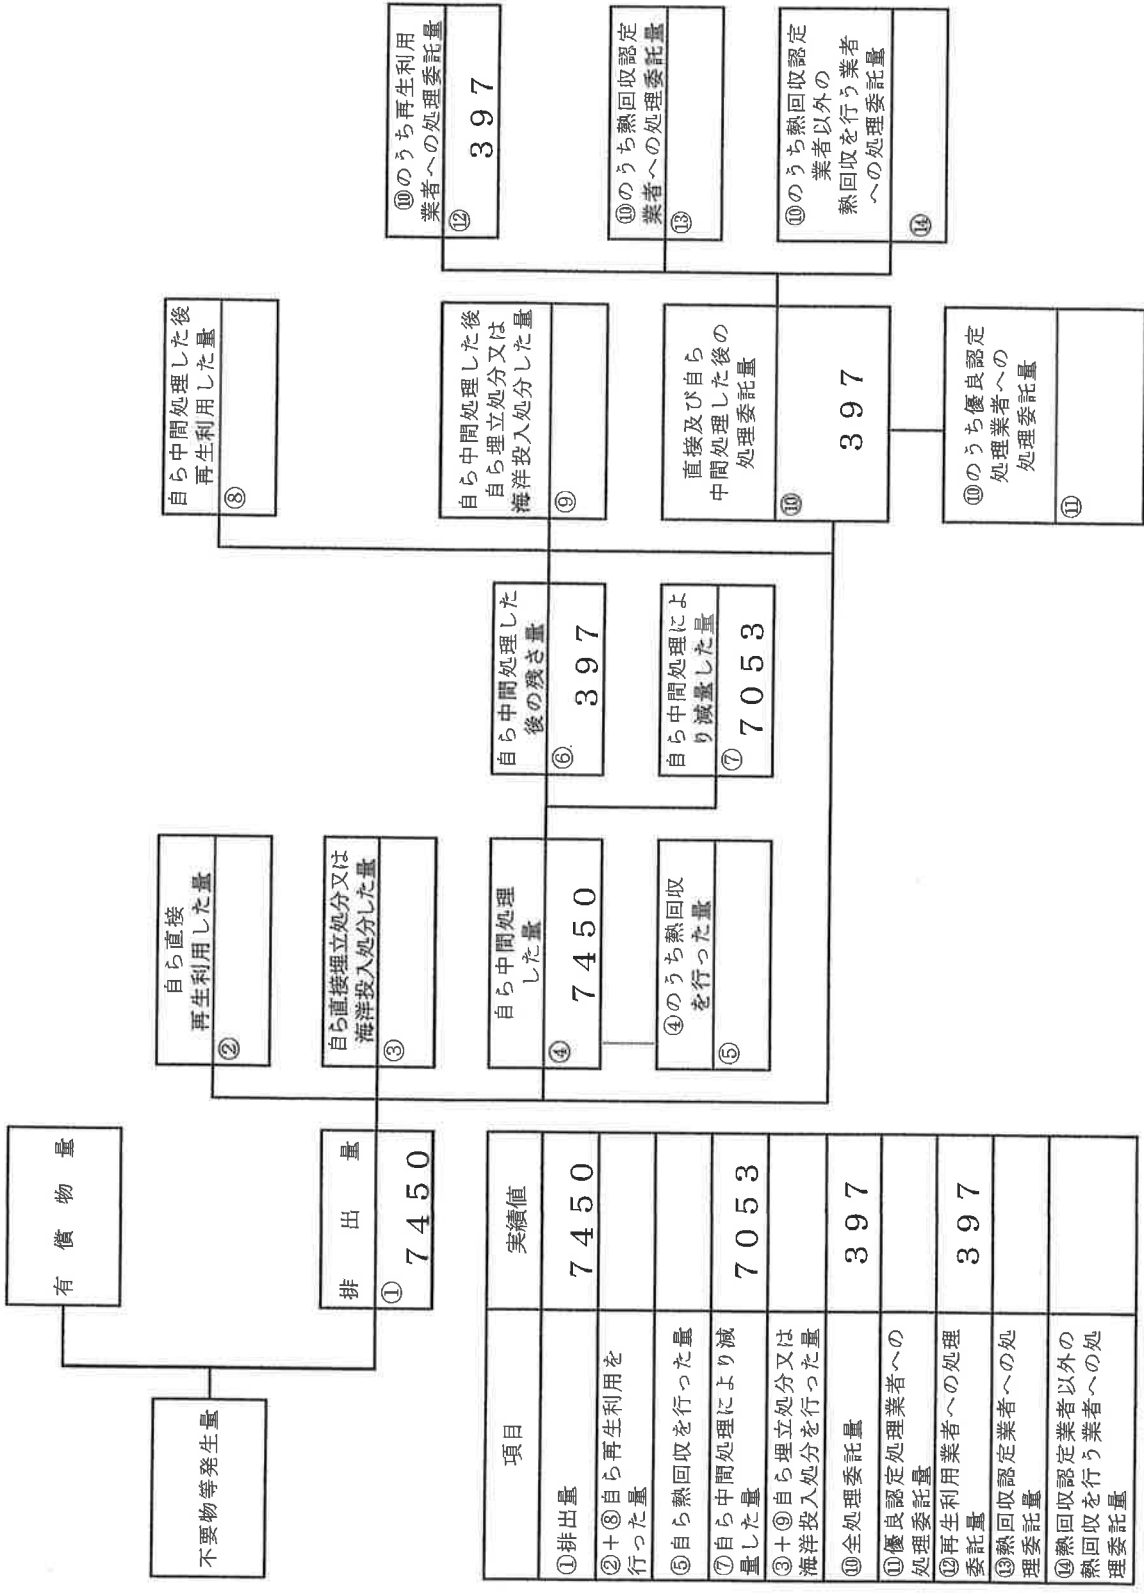 不要物等発生量
有償物量
排出量
①
7450
自ら直接
再生利用した量
②
自ら直接埋立処分又は
海洋投入処分した量
③
自ら中間処理
した量
④
7450
④のうち熱回収
を行った量
⑤
自ら中間処理した
後の残さ量
⑥
397
自ら中間処理によ
り減量した量
⑦
7053
自ら中間処理した後
再生利用した量
⑧
自ら中間処理した後
自ら埋立処分又は
海洋投入処分した量
⑨
直接及び自ら
中間処理した後の
処理委託量
⑩
397
⑩のうち優良認定
処理業者への
処理委託量
⑪
⑩のうち再生利用
業者への処理委託量
⑫
397
⑩のうち熱回収認定
業者への処理委託量
⑬
⑩のうち熱回収認定
業者以外の
熱回収を行う業者
への処理委託量
⑭
項目 実績値
①排出量 7450
②+⑧自ら再生利用を
行った量
⑤自ら熱回収を行った量
⑦自ら中間処理により減
量した量 7053
③+⑨自ら埋立処分又は
海洋投入処分を行った量
⑩全処理委託量 397
⑪優良認定処理業者への
処理委託量
⑫再生利用業者への処理
委託量 397
⑬熱回収認定業者への処
理委託量
⑭熱回収認定業者以外の
熱回収を行う業者への処
理委託量